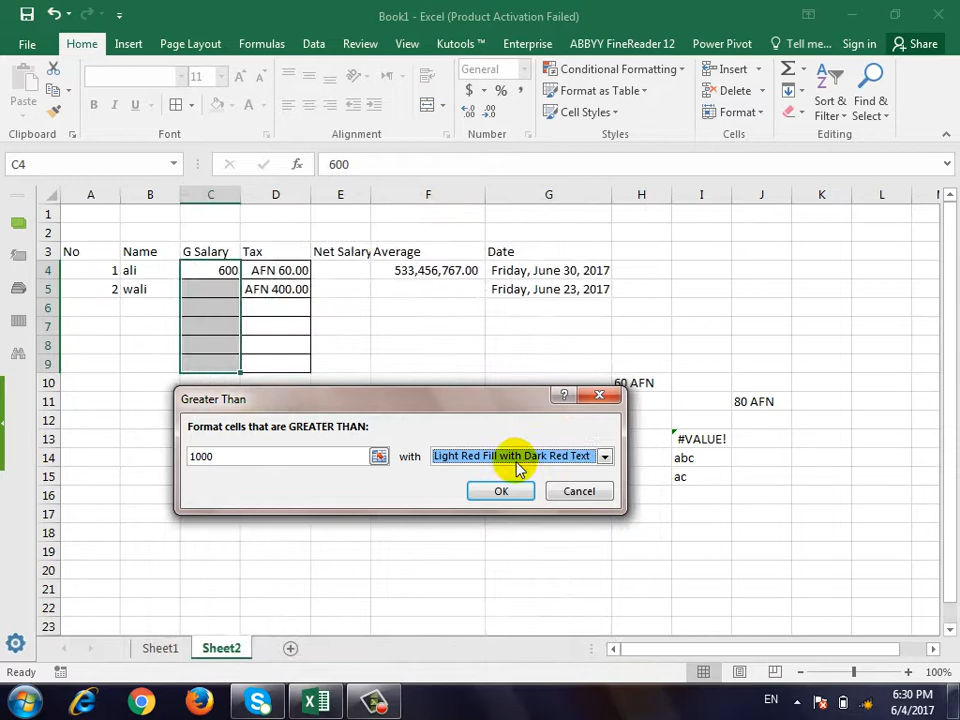 Book1 - Excel (Product Activation Failed)
File Home Insert Page Layout Formulas Data Review View Kutools ™ Enterprise ABBYY FineReader 12 Power Pivot Tell me... Sign in Share
Paste
11
General
Conditional Formatting
Format as Table
Cell Styles
Insert
Delete
Format
Sort & Filter
Find & Select
Clipboard Font Alignment Number Styles Cells Editing
C4 fx 600
A B C D E F G H I J K L
1
2
3 No Name G Salary Tax Net Salary Average Date
4 1 ali 600 AFN 60.00 533,456,767.00 Friday, June 30, 2017
5 2 wali AFN 400.00 Friday, June 23, 2017
6
7
8
9
10 60 AFN
11 80 AFN
12
13 #VALUE!
14 abc
15 ac
16
17
18
19
20
21
22
23
Greater Than
Format cells that are GREATER THAN:
1000 with Light Red Fill with Dark Red Text
OK Cancel
Sheet1 Sheet2
Ready 100%
EN 6:30 PM
6/4/2017